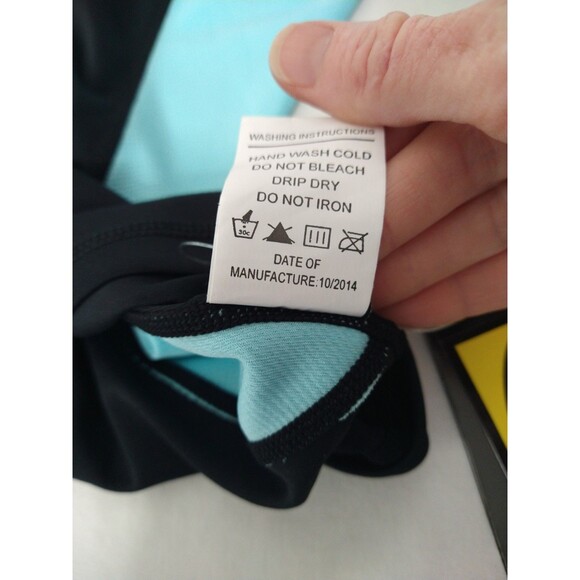 WASHING INSTRUCTIONS
HAND WASH COLD
DO NOT BLEACH
DRIP DRY
DO NOT IRON
30c
DATE OF
MANUFACTURE:10/2014